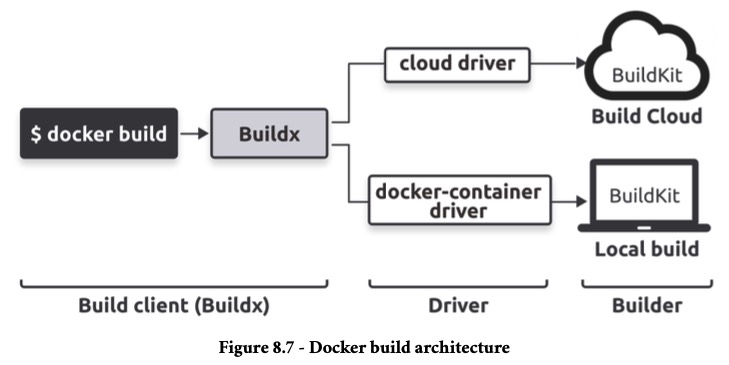 cloud driver
BuildKit
Build Cloud
$ docker build
Buildx
docker-container
driver
BuildKit
Local build
Build client (Buildx)
Driver
Builder
Figure 8.7 - Docker build architecture